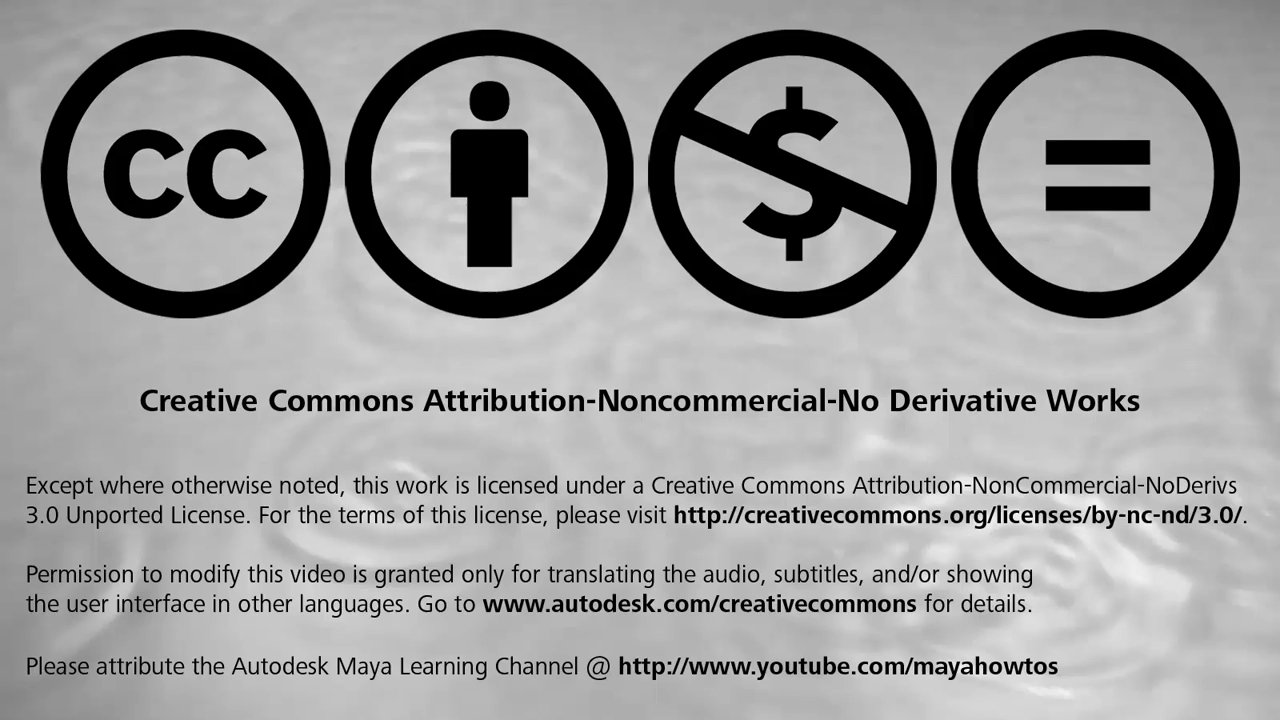 cc
$
=
Creative Commons Attribution-Noncommercial-No Derivative Works
Except where otherwise noted, this work is licensed under a Creative Commons Attribution-NonCommercial-NoDerivs
3.0 Unported License. For the terms of this license, please visit http://creativecommons.org/licenses/by-nc-nd/3.0/.
Permission to modify this video is granted only for translating the audio, subtitles, and/or showing
the user interface in other languages. Go to www.autodesk.com/creativecommons for details.
Please attribute the Autodesk Maya Learning Channel @ http://www.youtube.com/mayahowtos